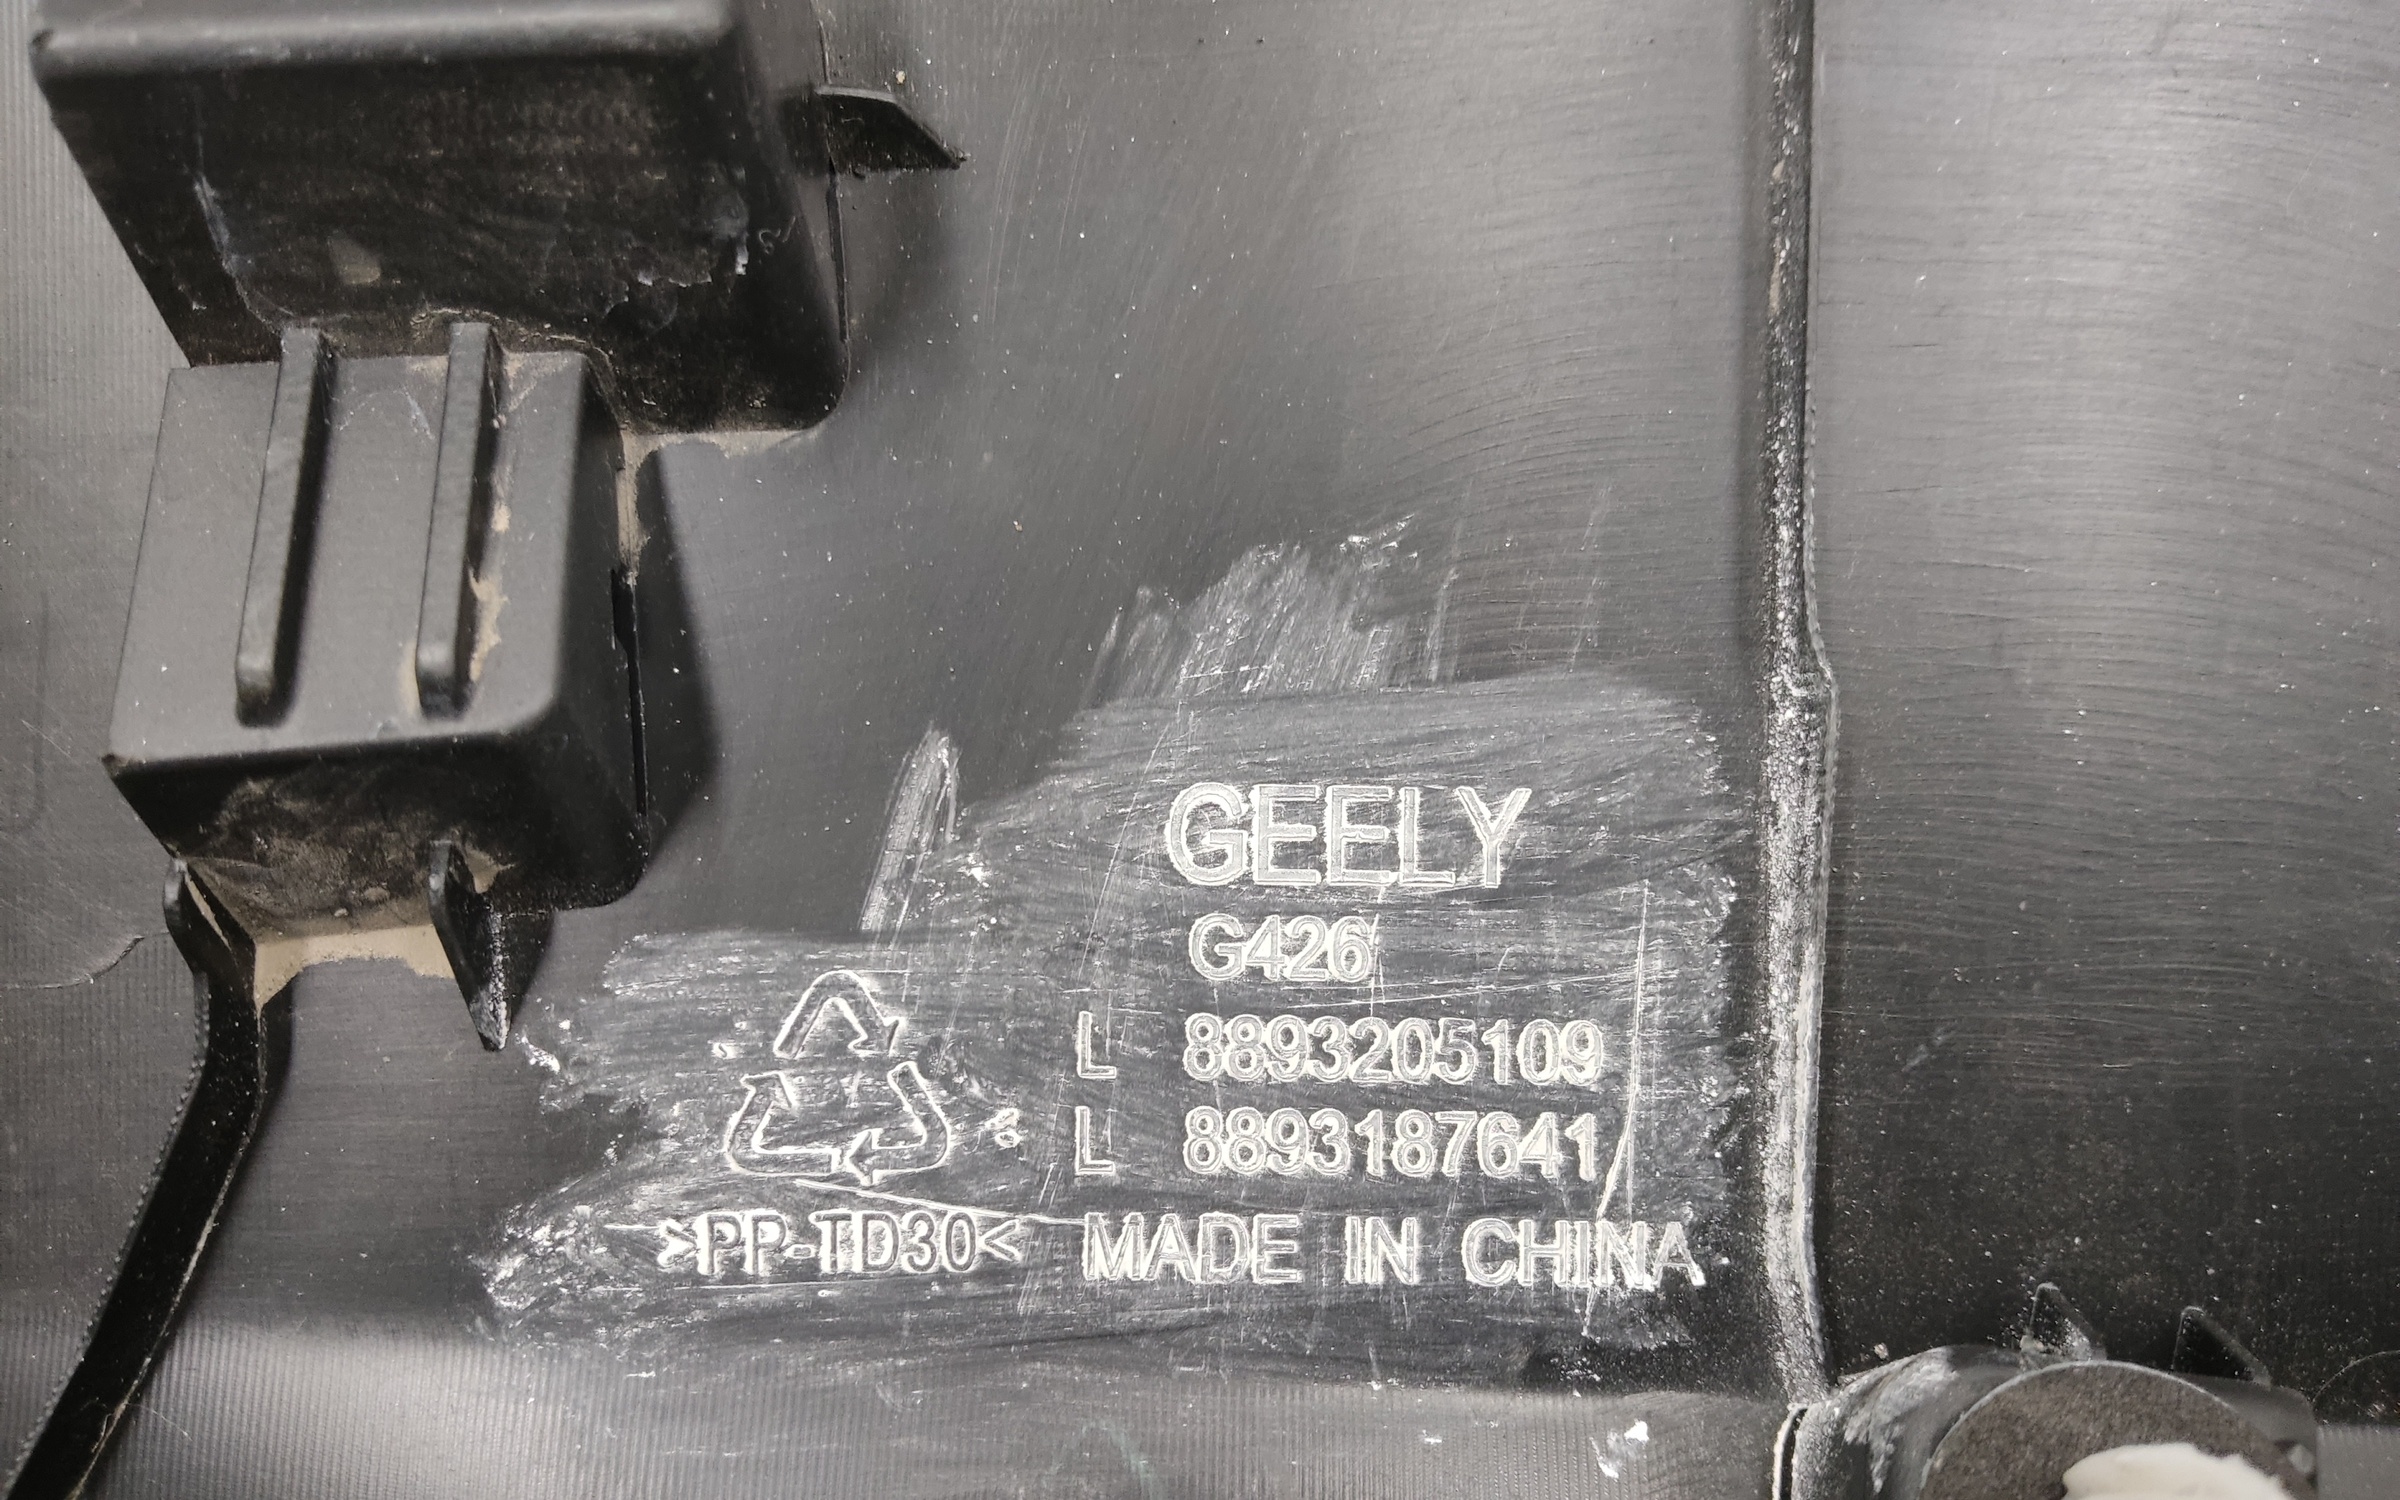 GEELY
G426
L 8893205109
L 8893187641
>PP-TD30< MADE IN CHINA